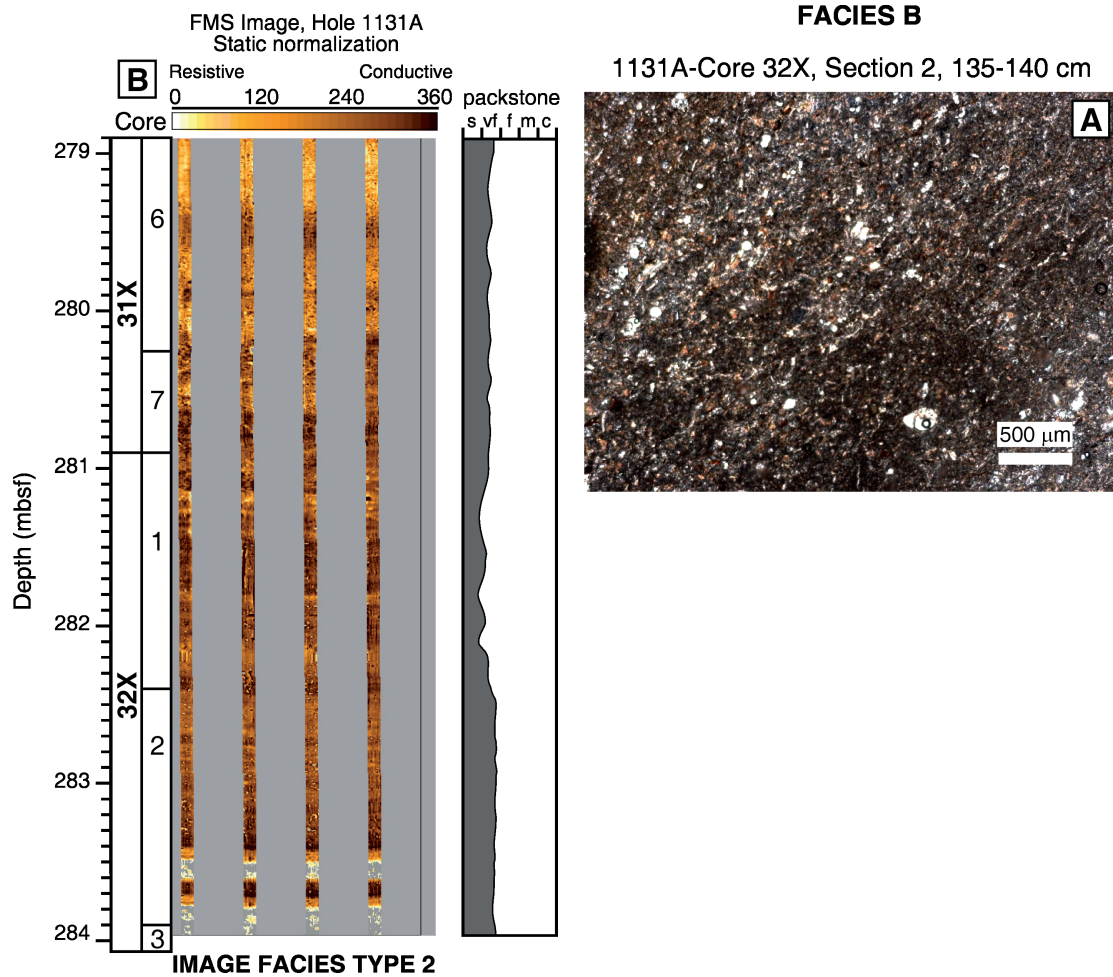 FMS Image, Hole 1131A
Static normalization
B
Resistive Conductive
0 120 240 360
Core
packstone
s vf f m c
Depth (mbsf)
279
280
281
282
283
284
31X
32X
6
7
1
2
3
IMAGE FACIES TYPE 2
FACIES B
1131A-Core 32X, Section 2, 135-140 cm
A
500 µm